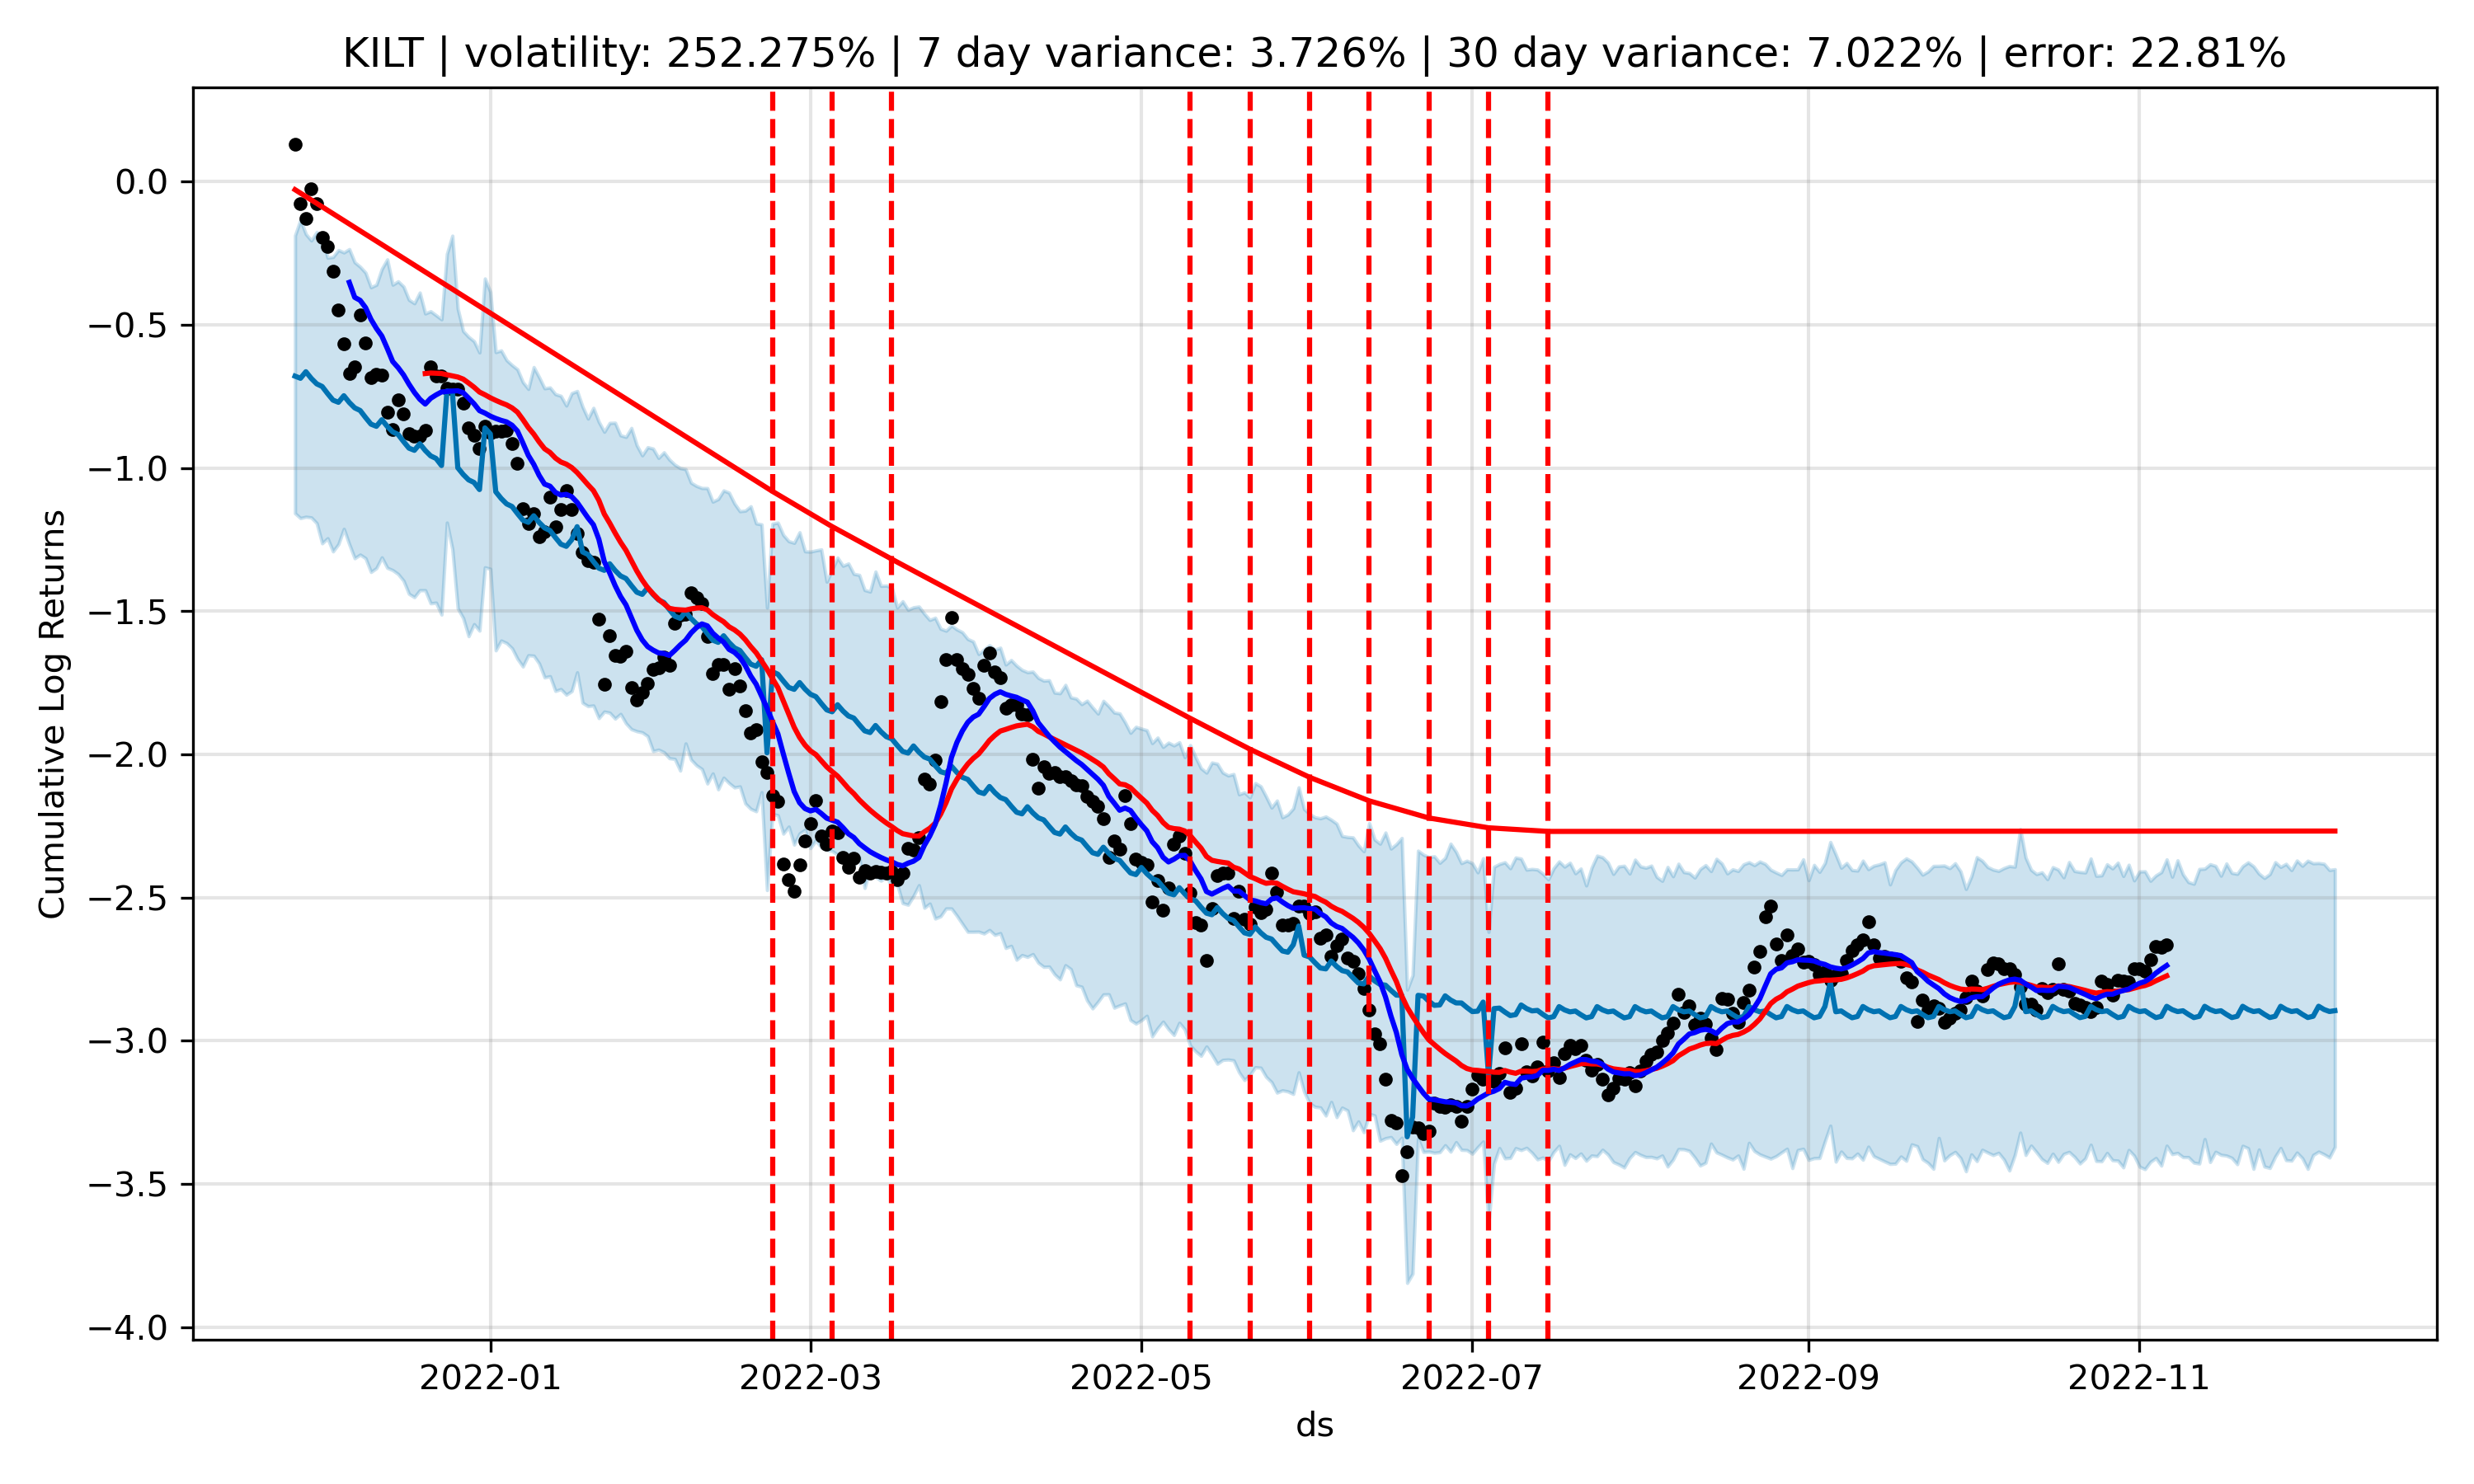 KILT | volatility: 252.275% | 7 day variance: 3.726% | 30 day variance: 7.022% | error: 22.81%
0.0
−0.5
−1.0
−1.5
−2.0
−2.5
−3.0
−3.5
−4.0
Cumulative Log Returns
2022-01 2022-03 2022-05 2022-07 2022-09 2022-11
ds